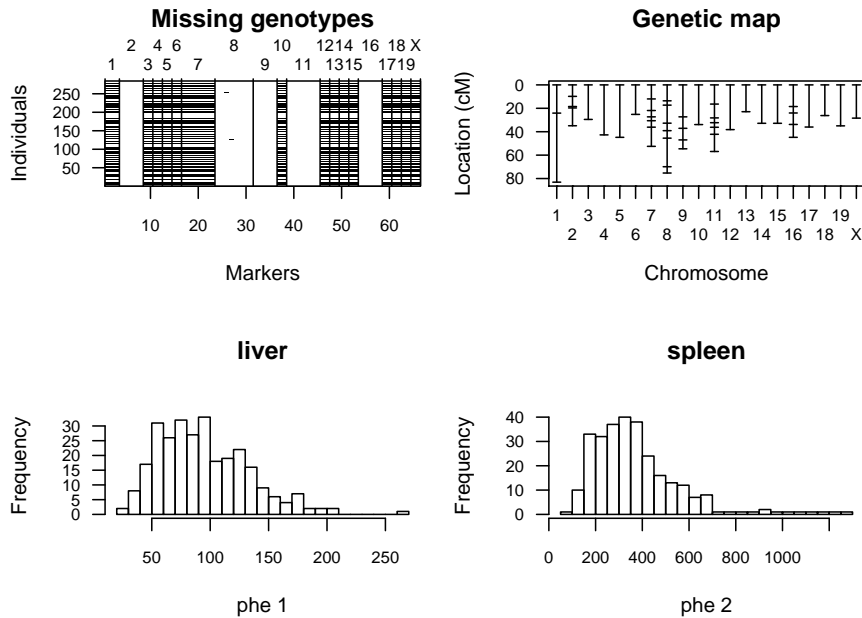 Missing genotypes
2 4 6 8 10 12 14 16 18 X
1 3 5 7 9 11 13 15 17 19
Individuals
250
200
150
100
50
10 20 30 40 50 60
Markers
Genetic map
Location (cM)
0
20
40
60
80
1 3 5 7 9 11 13 15 17 19
2 4 6 8 10 12 14 16 18 X
Chromosome
liver
Frequency
30
25
20
15
10
5
0
50 100 150 200 250
phe 1
spleen
Frequency
40
30
20
10
0
0 200 400 600 800 1000
phe 2